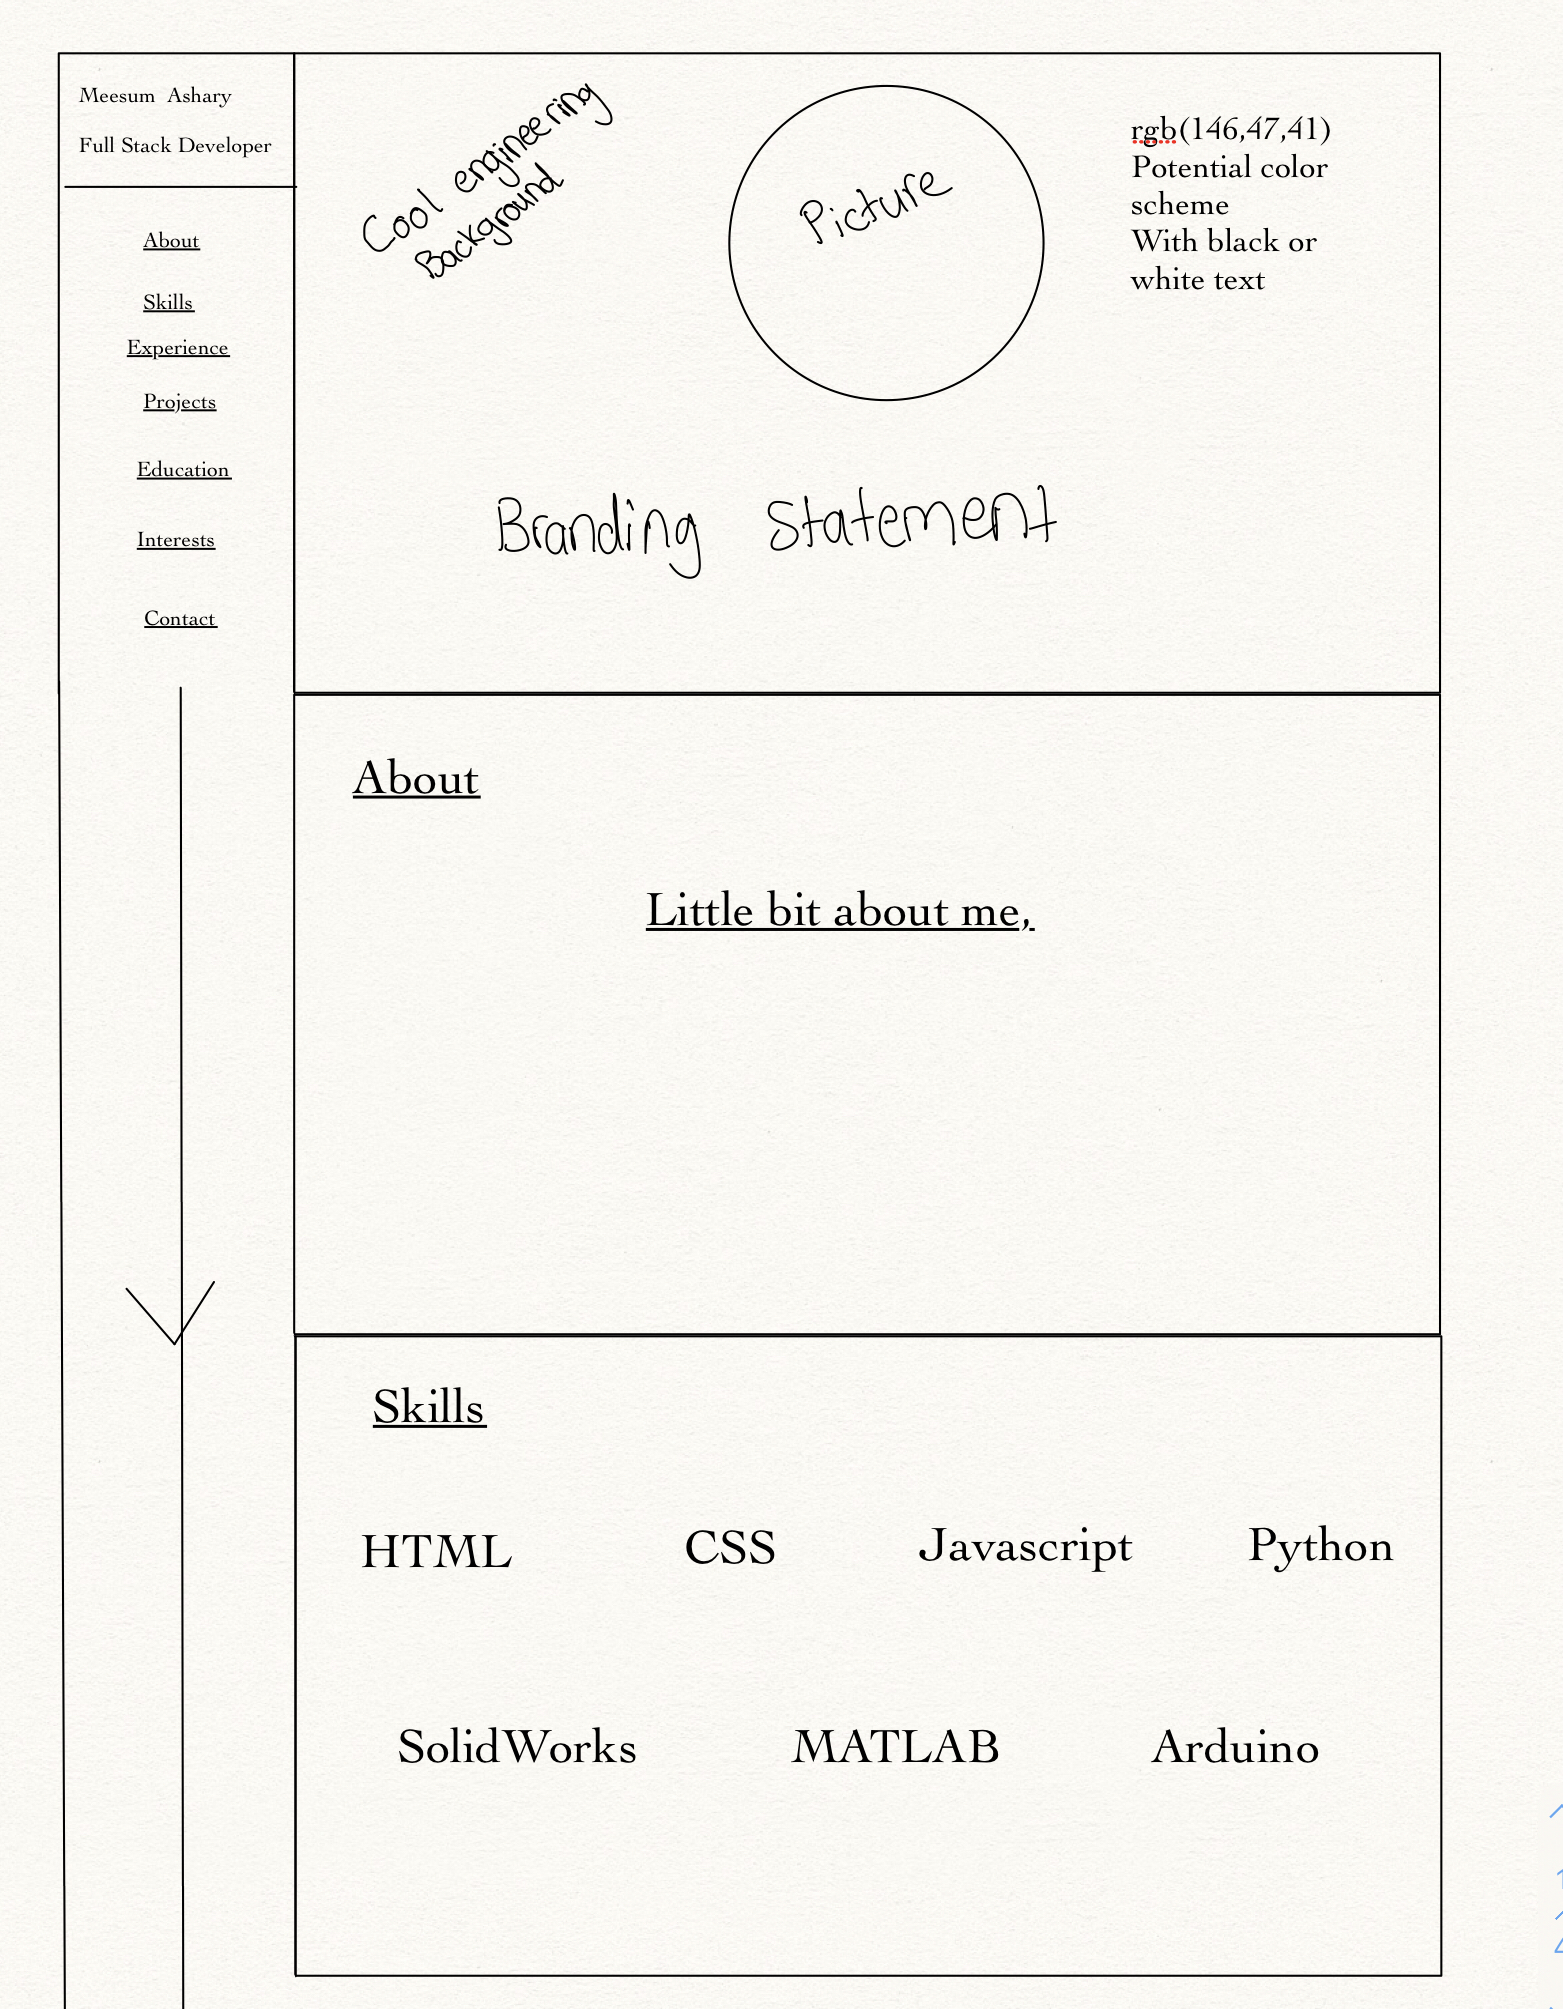 Meesum Ashary
Full Stack Developer
About
Skills
Experience
Projects
Education
Interests
Contact
Cool engineering
Background
Picture
rgb(146,47,41)
Potential color
scheme
With black or
white text
Branding Statement
About
Little bit about me,
Skills
HTML CSS Javascript Python
SolidWorks MATLAB Arduino